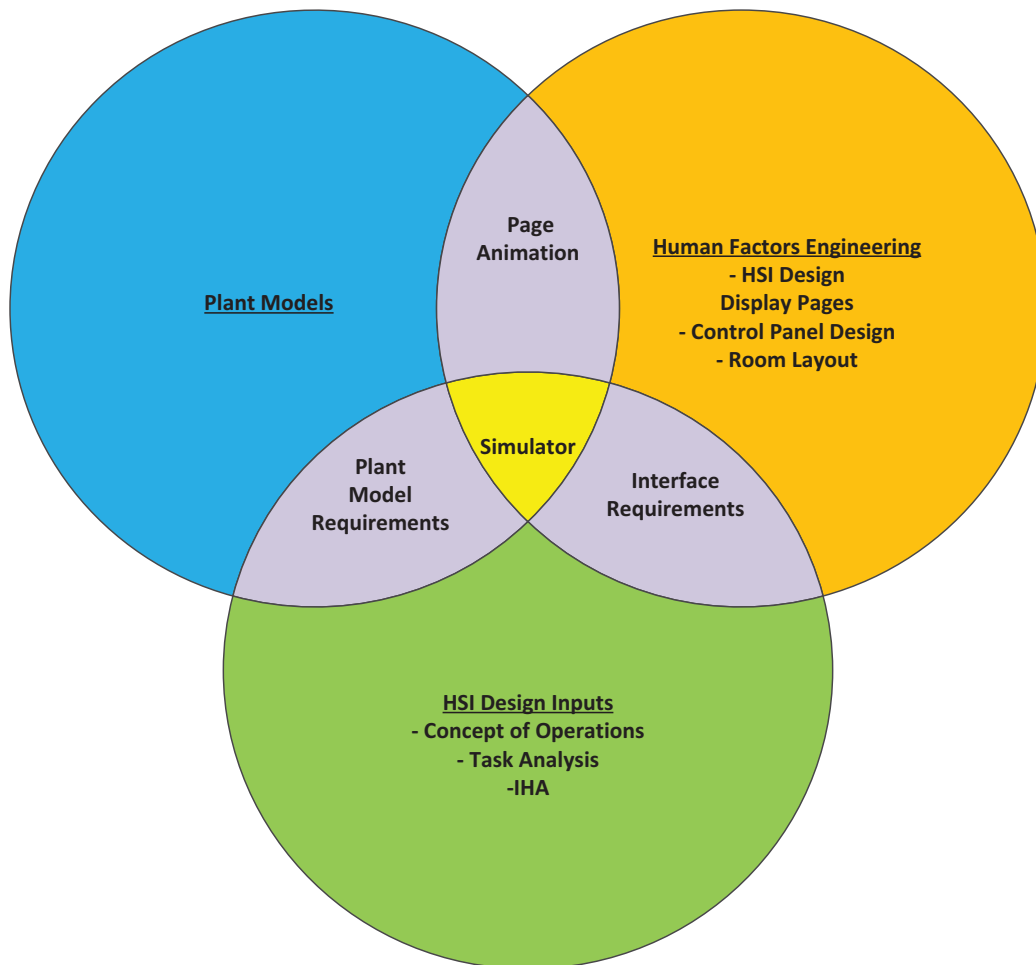 Page
Animation
Plant Models
Human Factors Engineering
- HSI Design
Display Pages
- Control Panel Design
- Room Layout
Simulator
Plant
Model
Requirements
Interface
Requirements
HSI Design Inputs
- Concept of Operations
- Task Analysis
-IHA